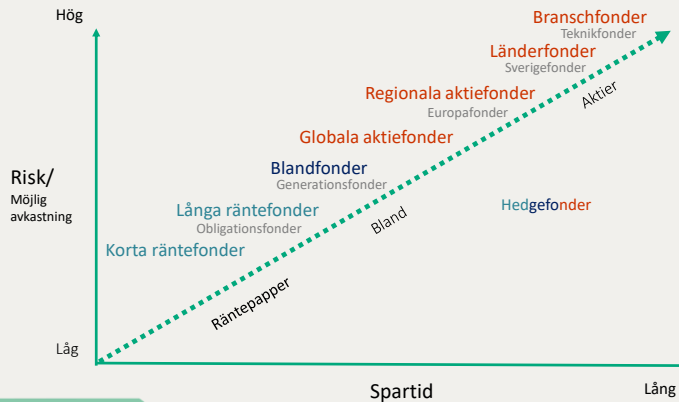 Hög
Branschfonder
Teknikfonder
Länderfonder
Sverigefonder
Aktier
Regionala aktiefonder
Europafonder
Globala aktiefonder
Blandfonder
Generationsfonder
Risk/
Möjlig
avkastning
Långa räntefonder
Obligationsfonder
Bland
Hedgefonder
Korta räntefonder
Räntepapper
Låg
Spartid
Lång